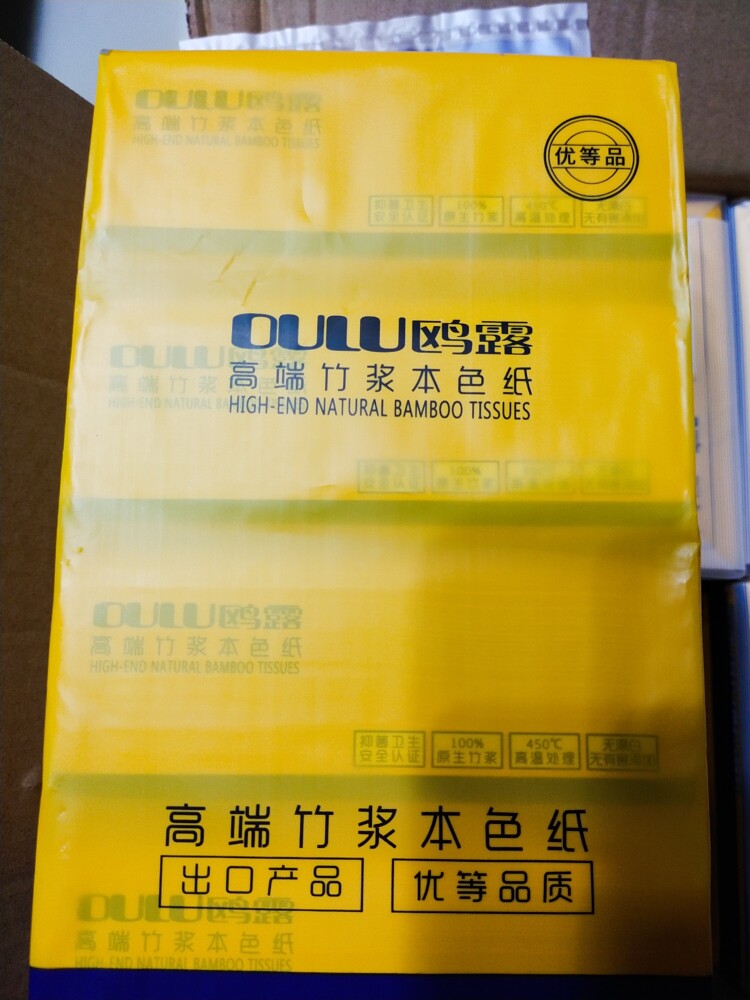 OULU鸥露
高端竹浆本色纸
HIGH-END NATURAL BAMBOO TISSUES
优等品
抑菌卫生
安全认证
100%
原生竹浆
450℃
高温处理
OULU鸥露
高端竹浆本色纸
HIGH-END NATURAL BAMBOO TISSUES
OULU鸥露
高端竹浆本色纸
100%
原生竹浆
OULU鸥露
高端竹浆本色纸
HIGH-END NATURAL BAMBOO TISSUES
抑菌卫生
安全认证
100%
原生竹浆
450℃
高温处理
无漂白
高端竹浆本色纸
出口产品
优等品质
OULU鸥露
高端竹浆本色纸
HIGH-END NATURAL BAMBOO TISSUES